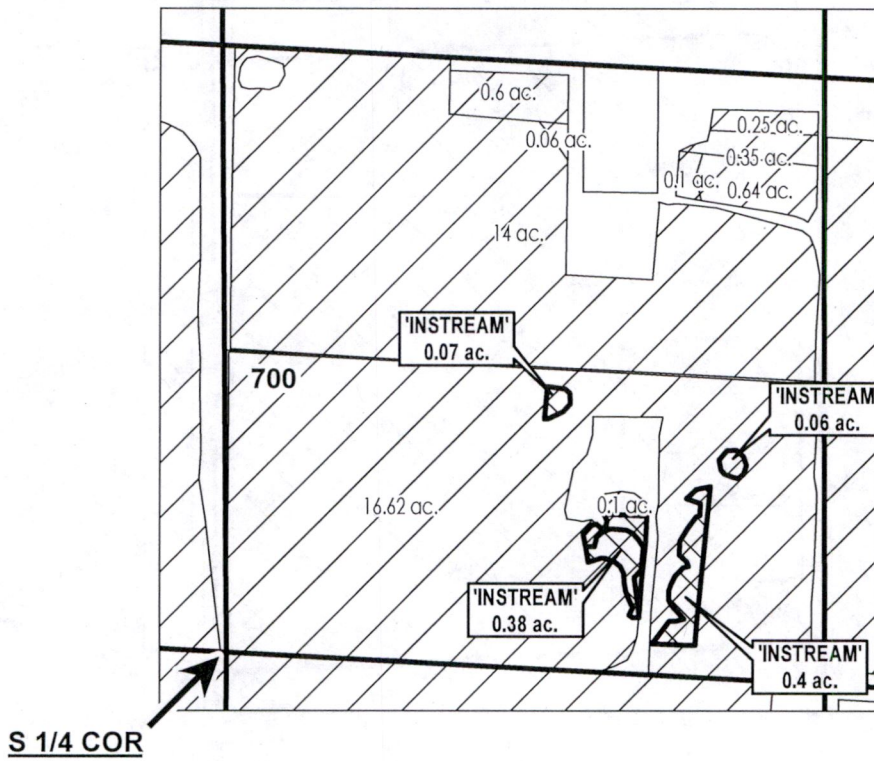 0.6 ac.
0.25 ac.
0.06 ac.
0.35 ac.
0.1 ac.
0.64 ac.
14 ac.
'INSTREAM'
0.07 ac.
700
'INSTREAM
0.06 ac.
16.62 ac.
0.1 ac.
'INSTREAM'
0.38 ac.
'INSTREAM'
0.4 ac.
S 1/4 COR